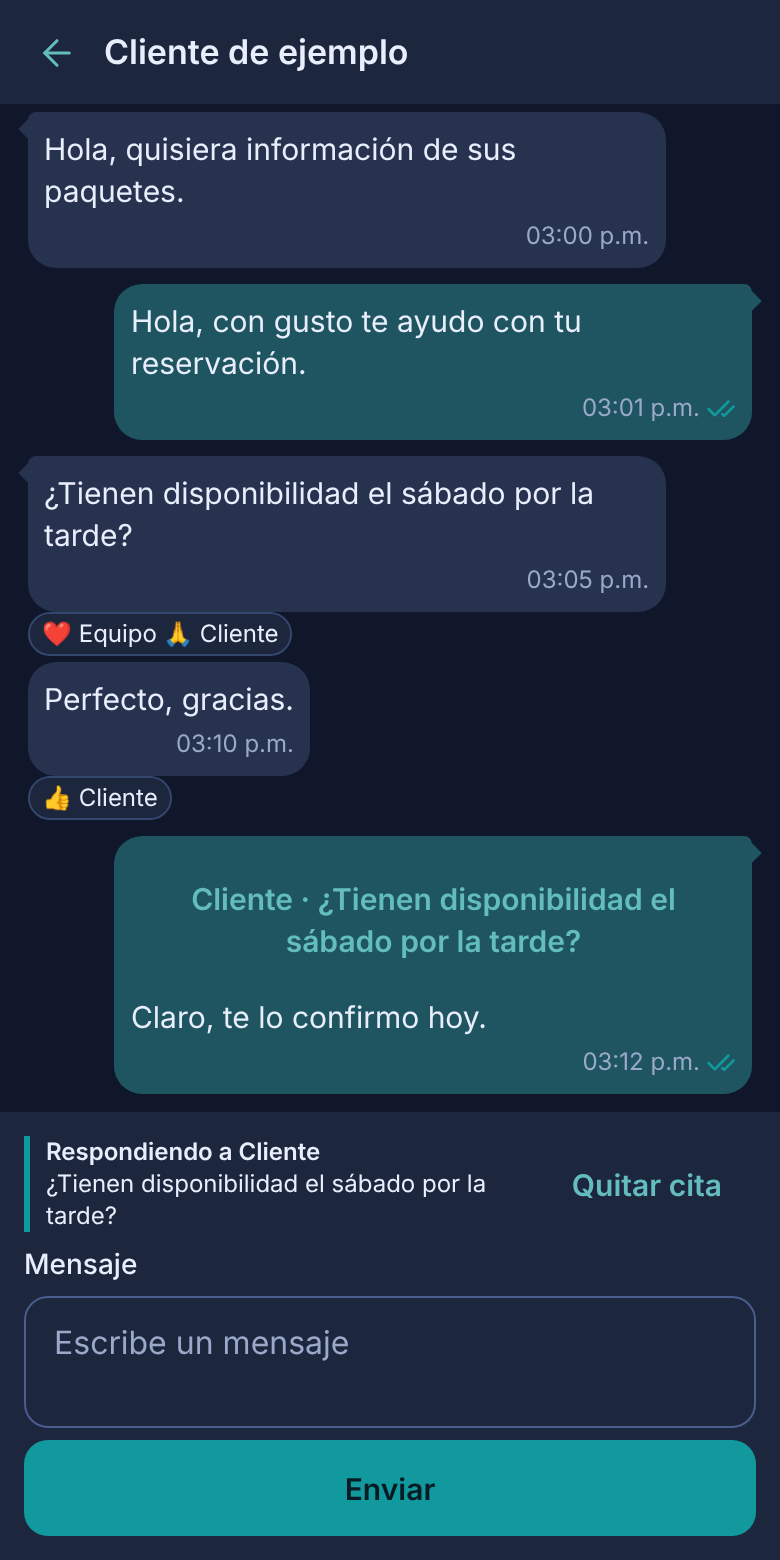 Cliente de ejemplo
Hola, quisiera información de sus
paquetes.
03:00 p.m.
Hola, con gusto te ayudo con tu
reservación.
03:01 p.m.
¿Tienen disponibilidad el sábado por la
tarde?
03:05 p.m.
❤️ Equipo 🙏 Cliente
Perfecto, gracias.
03:10 p.m.
👍 Cliente
Cliente · ¿Tienen disponibilidad el
sábado por la tarde?
Claro, te lo confirmo hoy.
03:12 p.m.
Respondiendo a Cliente
¿Tienen disponibilidad el sábado por la
tarde?
Quitar cita
Mensaje
Escribe un mensaje
Enviar